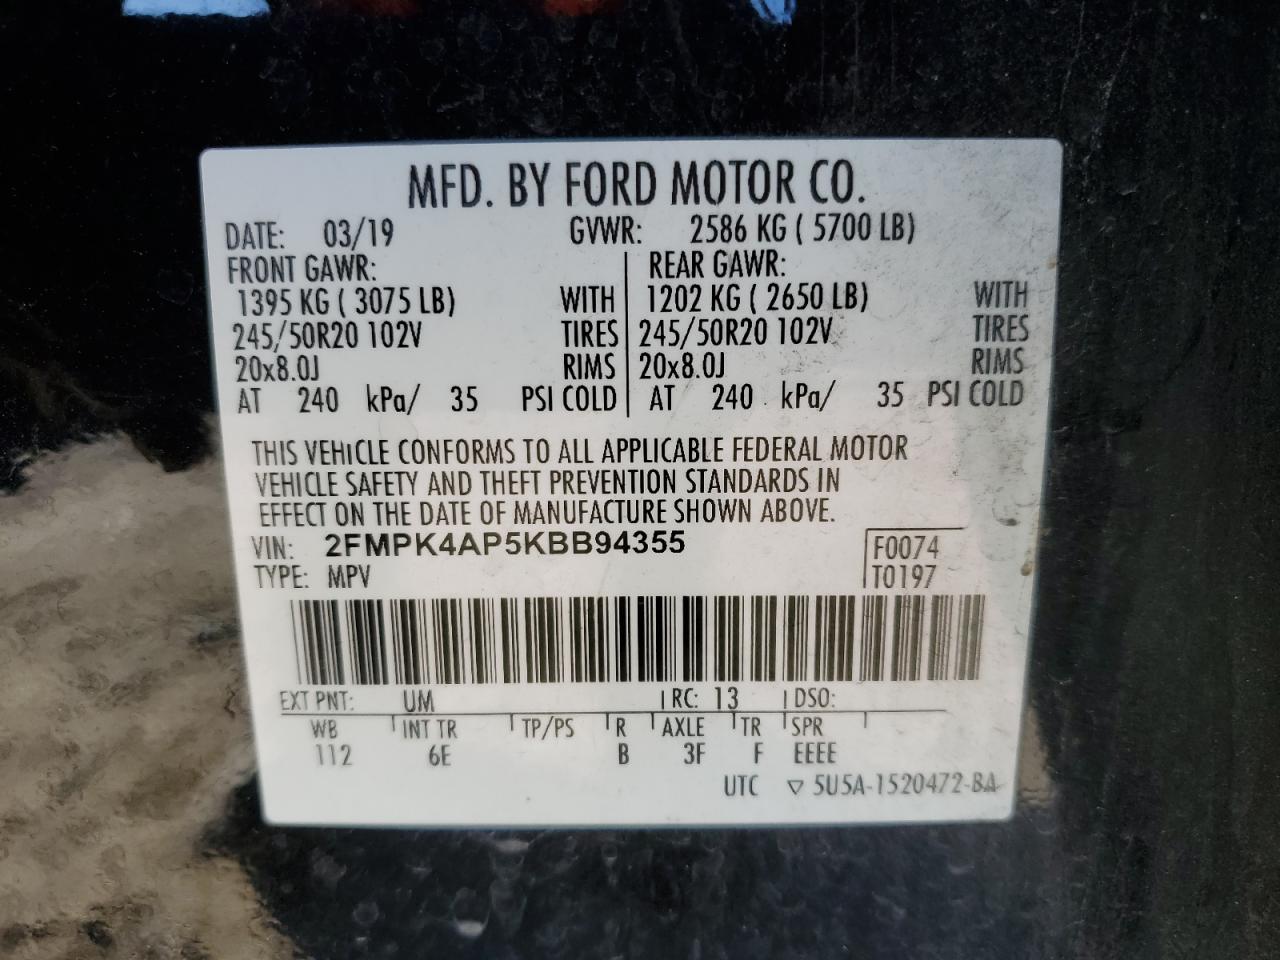 MFD. BY FORD MOTOR CO.
DATE: 03/19 GVWR: 2586 KG ( 5700 LB)
FRONT GAWR: REAR GAWR:
1395 KG ( 3075 LB) WITH 1202 KG ( 2650 LB) WITH
245/50R20 102V TIRES 245/50R20 102V TIRES
20x8.0J RIMS 20x8.0J RIMS
AT 240 kPa/ 35 PSI COLD AT 240 kPa/ 35 PSI COLD
THIS VEHICLE CONFORMS TO ALL APPLICABLE FEDERAL MOTOR
VEHICLE SAFETY AND THEFT PREVENTION STANDARDS IN
EFFECT ON THE DATE OF MANUFACTURE SHOWN ABOVE.
VIN: 2FMPK4AP5KBB94355 F0074
TYPE: MPV T0197
EXT PNT: UM RC: 13 DSO:
WB INT TR TP/PS R AXLE TR SPR
112 6E B 3F F EEEE
UTC ▽ 5U5A-1520472-BA